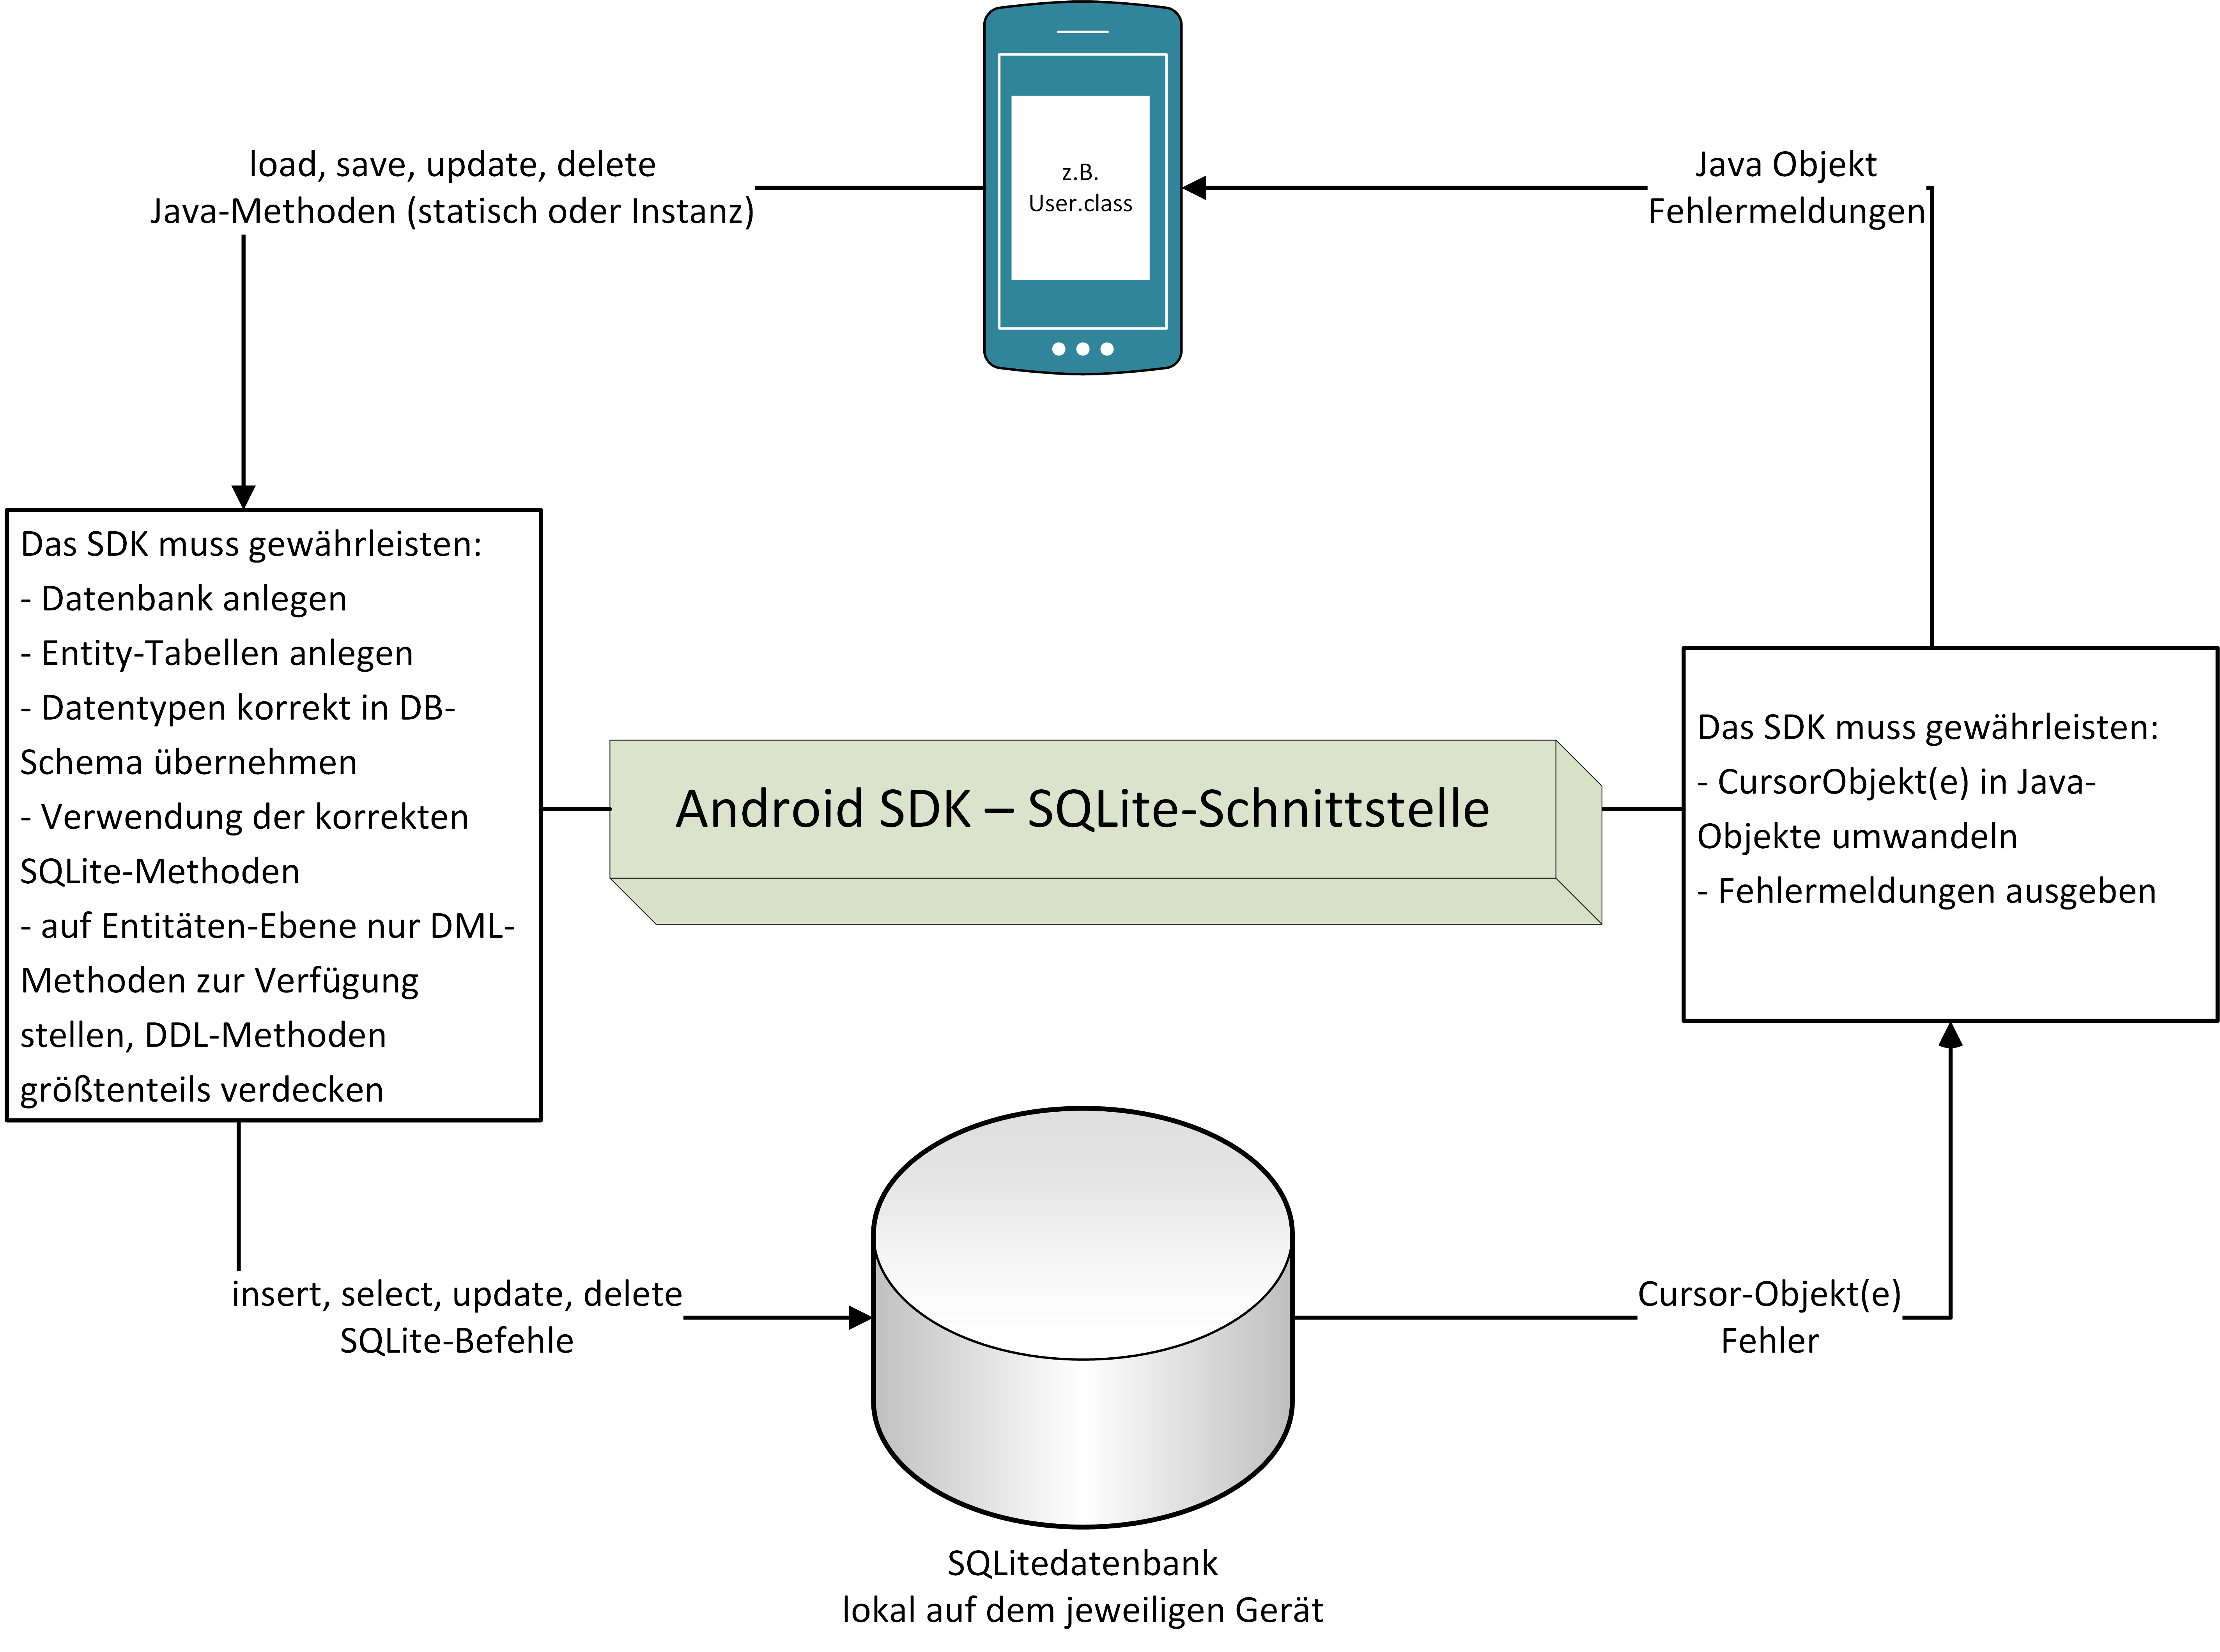 z.B.
User.class
load, save, update, delete
Java-Methoden (statisch oder Instanz)
Java Objekt
Fehlermeldungen
Das SDK muss gewährleisten:
- Datenbank anlegen
- Entity-Tabellen anlegen
- Datentypen korrekt in DB-
Schema übernehmen
- Verwendung der korrekten
SQLite-Methoden
- auf Entitäten-Ebene nur DML-
Methoden zur Verfügung
stellen, DDL-Methoden
größtenteils verdecken
Android SDK – SQLite-Schnittstelle
Das SDK muss gewährleisten:
- CursorObjekt(e) in Java-
Objekte umwandeln
- Fehlermeldungen ausgeben
insert, select, update, delete
SQLite-Befehle
Cursor-Objekt(e)
Fehler
SQLitedatenbank
lokal auf dem jeweiligen Gerät